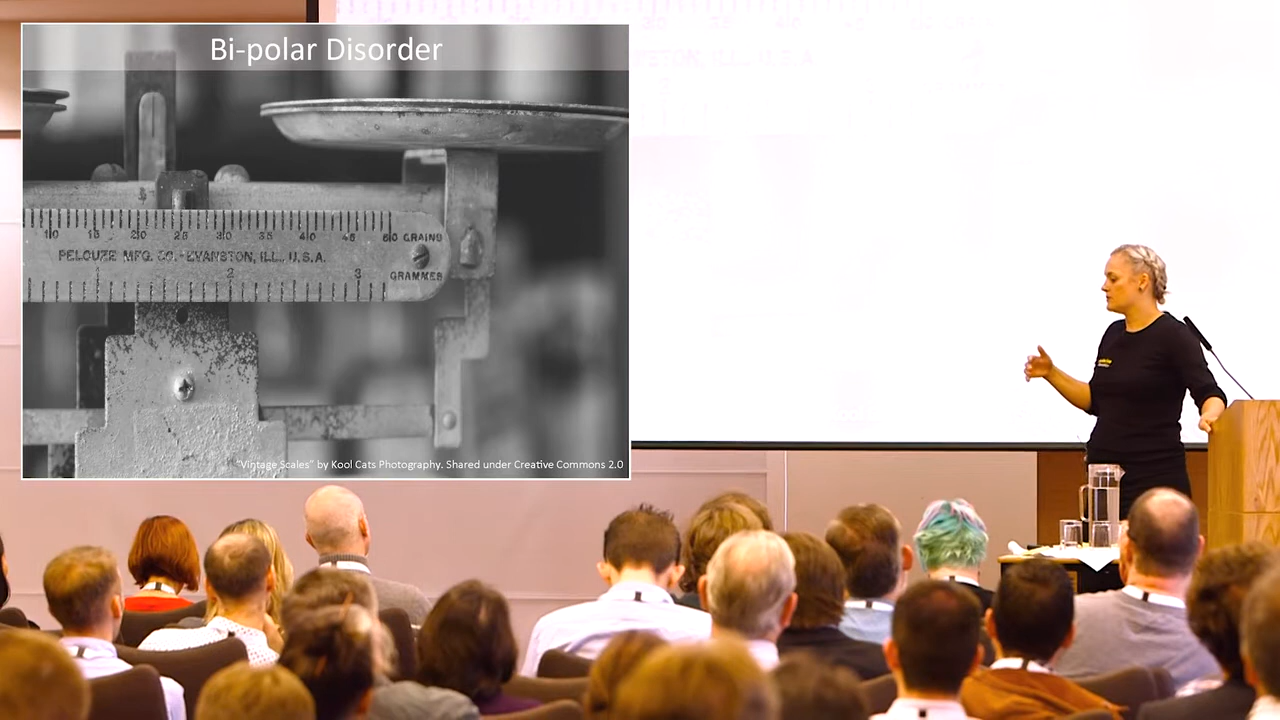 Bi-polar Disorder
10 15 20 25 30 35 40 45 50 GRAINS
PELOUZE MFG. CO.-EVANSTON, ILL., U.S.A.
1 2 3 GRAMMES
"Vintage Scales" by Kool Cats Photography. Shared under Creative Commons 2.0